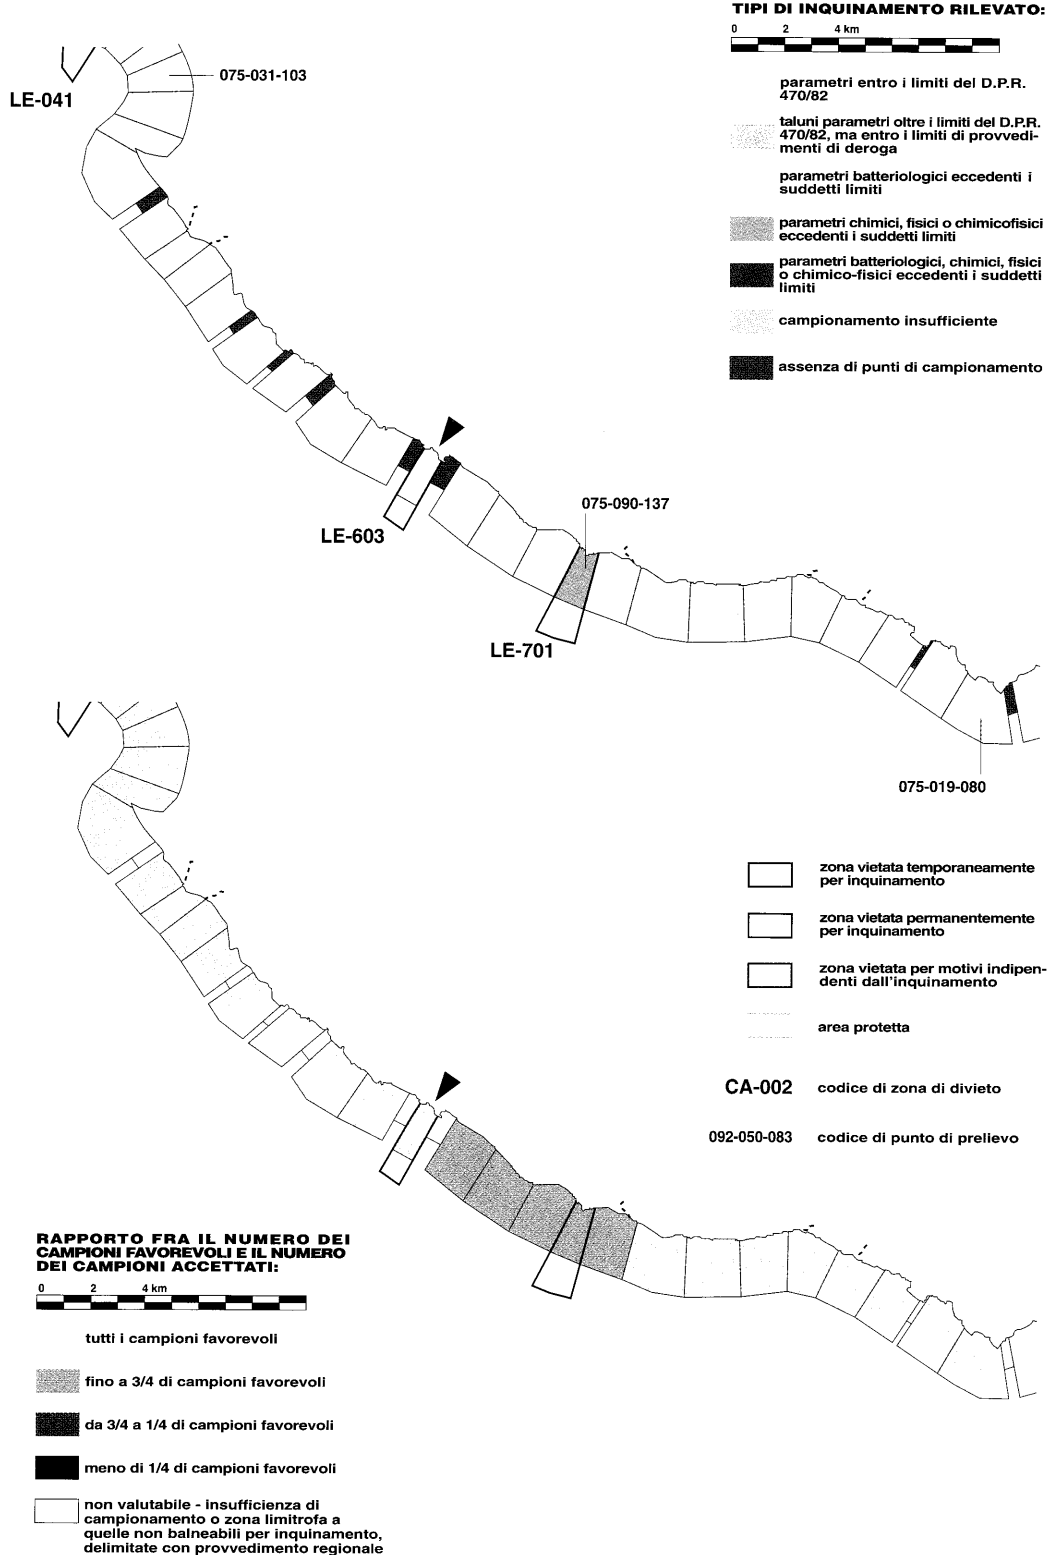 TIPI DI INQUINAMENTO RILEVATO:
0 2 4 km
parametri entro i limiti del D.P.R.
470/82
taluni parametri oltre i limiti del D.P.R.
470/82, ma entro i limiti di provvedi-
menti di deroga
parametri batteriologici eccedenti i
suddetti limiti
parametri chimici, fisici o chimicofisici
eccedenti i suddetti limiti
parametri batteriologici, chimici, fisici
o chimico-fisici eccedenti i suddetti
limiti
campionamento insufficiente
assenza di punti di campionamento
075-031-103
LE-041
LE-603
075-090-137
LE-701
075-019-080
zona vietata temporaneamente
per inquinamento
zona vietata permanentemente
per inquinamento
zona vietata per motivi indipen-
denti dall'inquinamento
area protetta
CA-002 codice di zona di divieto
092-050-083 codice di punto di prelievo
RAPPORTO FRA IL NUMERO DEI
CAMPIONI FAVOREVOLI E IL NUMERO
DEI CAMPIONI ACCETTATI:
0 2 4 km
tutti i campioni favorevoli
fino a 3/4 di campioni favorevoli
da 3/4 a 1/4 di campioni favorevoli
meno di 1/4 di campioni favorevoli
non valutabile - insufficienza di
campionamento o zona limitrofa a
quelle non balneabili per inquinamento,
delimitate con provvedimento regionale